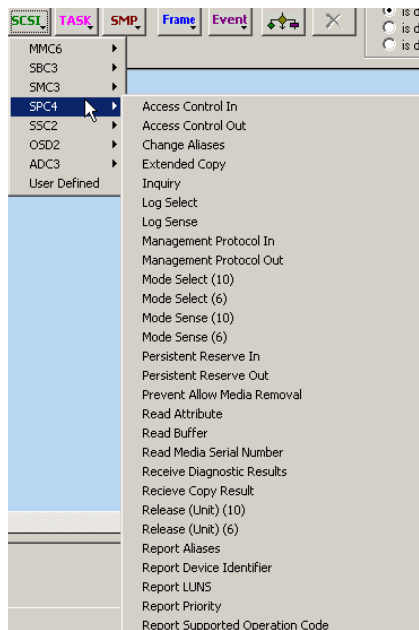 SCSI TASK SMP Frame Event
is d
is d
is d
MMC6
SBC3
SMC3
SPC4
SSC2
OSD2
ADC3
User Defined
Access Control In
Access Control Out
Change Aliases
Extended Copy
Inquiry
Log Select
Log Sense
Management Protocol In
Management Protocol Out
Mode Select (10)
Mode Select (6)
Mode Sense (10)
Mode Sense (6)
Persistent Reserve In
Persistent Reserve Out
Prevent Allow Media Removal
Read Attribute
Read Buffer
Read Media Serial Number
Receive Diagnostic Results
Recieve Copy Result
Release (Unit) (10)
Release (Unit) (6)
Report Aliases
Report Device Identifier
Report LUNS
Report Priority
Report Supported Operation Code